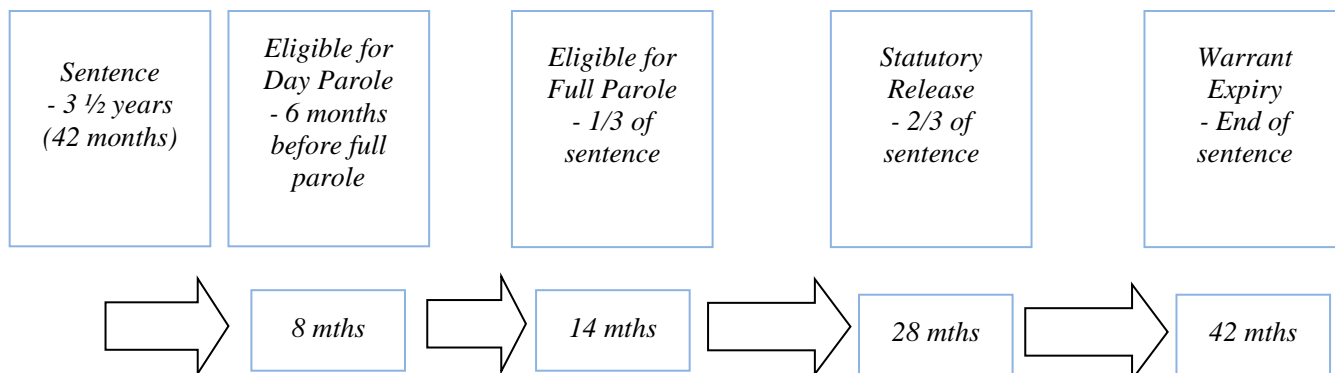 Sentence
- 3 ½ years
(42 months)
Eligible for
Day Parole
- 6 months
before full
parole
Eligible for
Full Parole
- 1/3 of
sentence
Statutory
Release
- 2/3 of
sentence
Warrant
Expiry
- End of
sentence
8 mths
14 mths
28 mths
42 mths